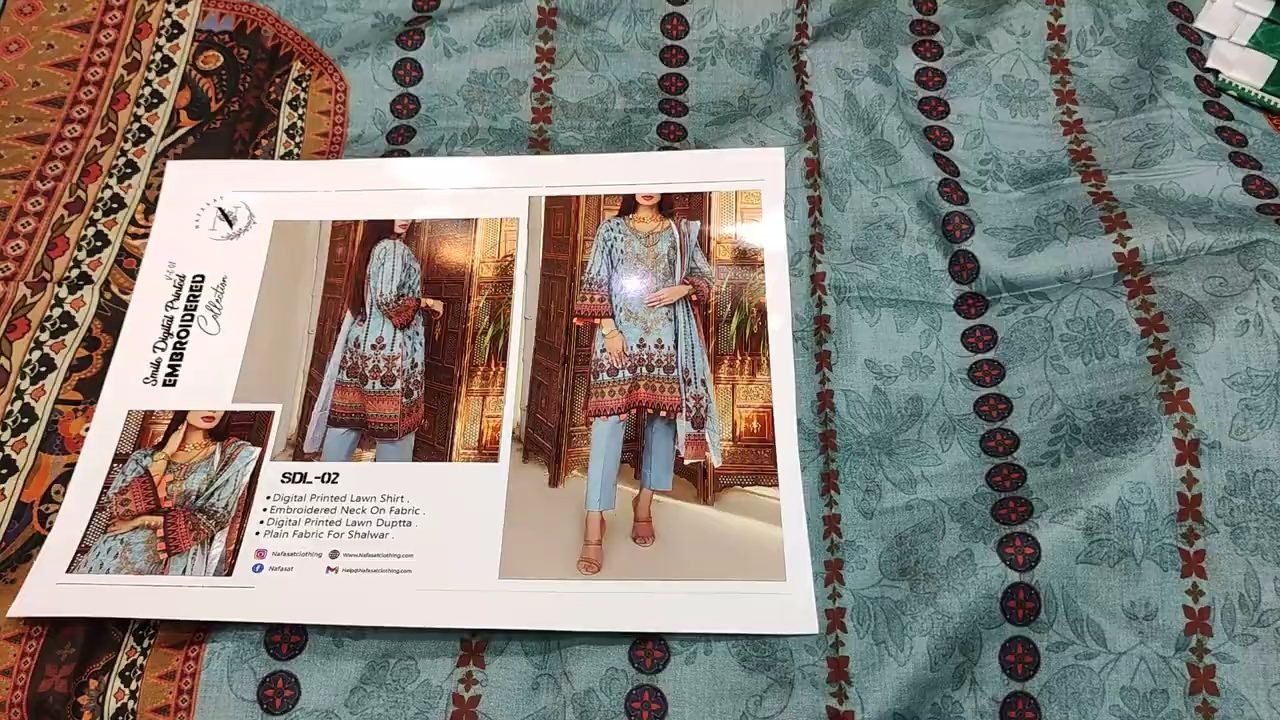 NAFASAT
Smile Digital Printed
EMBROIDERED
Collection
SDL-02
• Digital Printed Lawn Shirt .
• Embroidered Neck On Fabric .
• Digital Printed Lawn Duptta .
• Plain Fabric For Shalwar .
Nafasatclothing
Www.Nafasatclothing.com
Nafasat
Help@Nafasatclothing.com